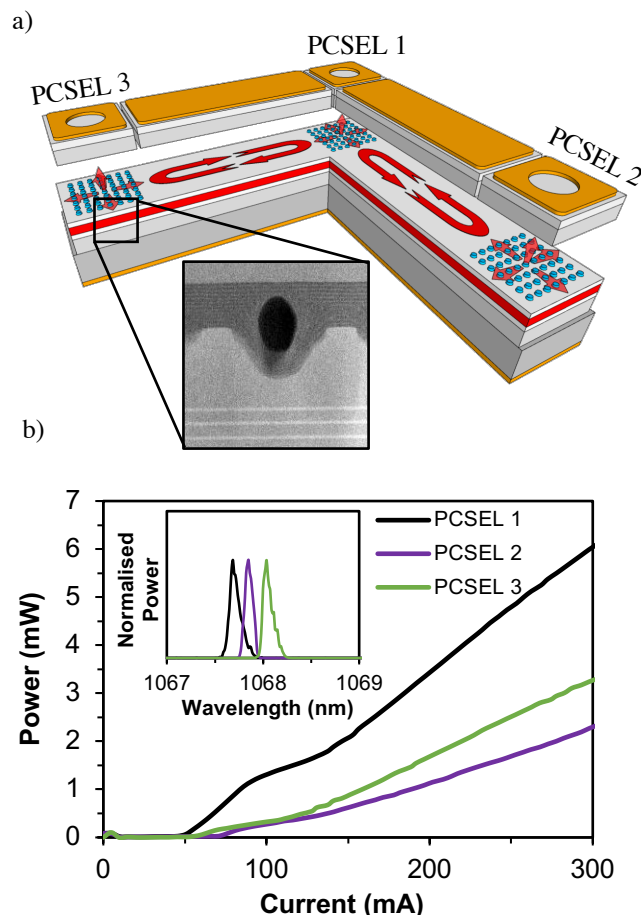 a)
PCSEL 1
PCSEL 3
PCSEL 2
b)
7
6
5
4
3
2
1
0
Power (mW)
Normalised
Power
1067
1068
1069
Wavelength (nm)
PCSEL 1
PCSEL 2
PCSEL 3
0
100
200
300
Current (mA)